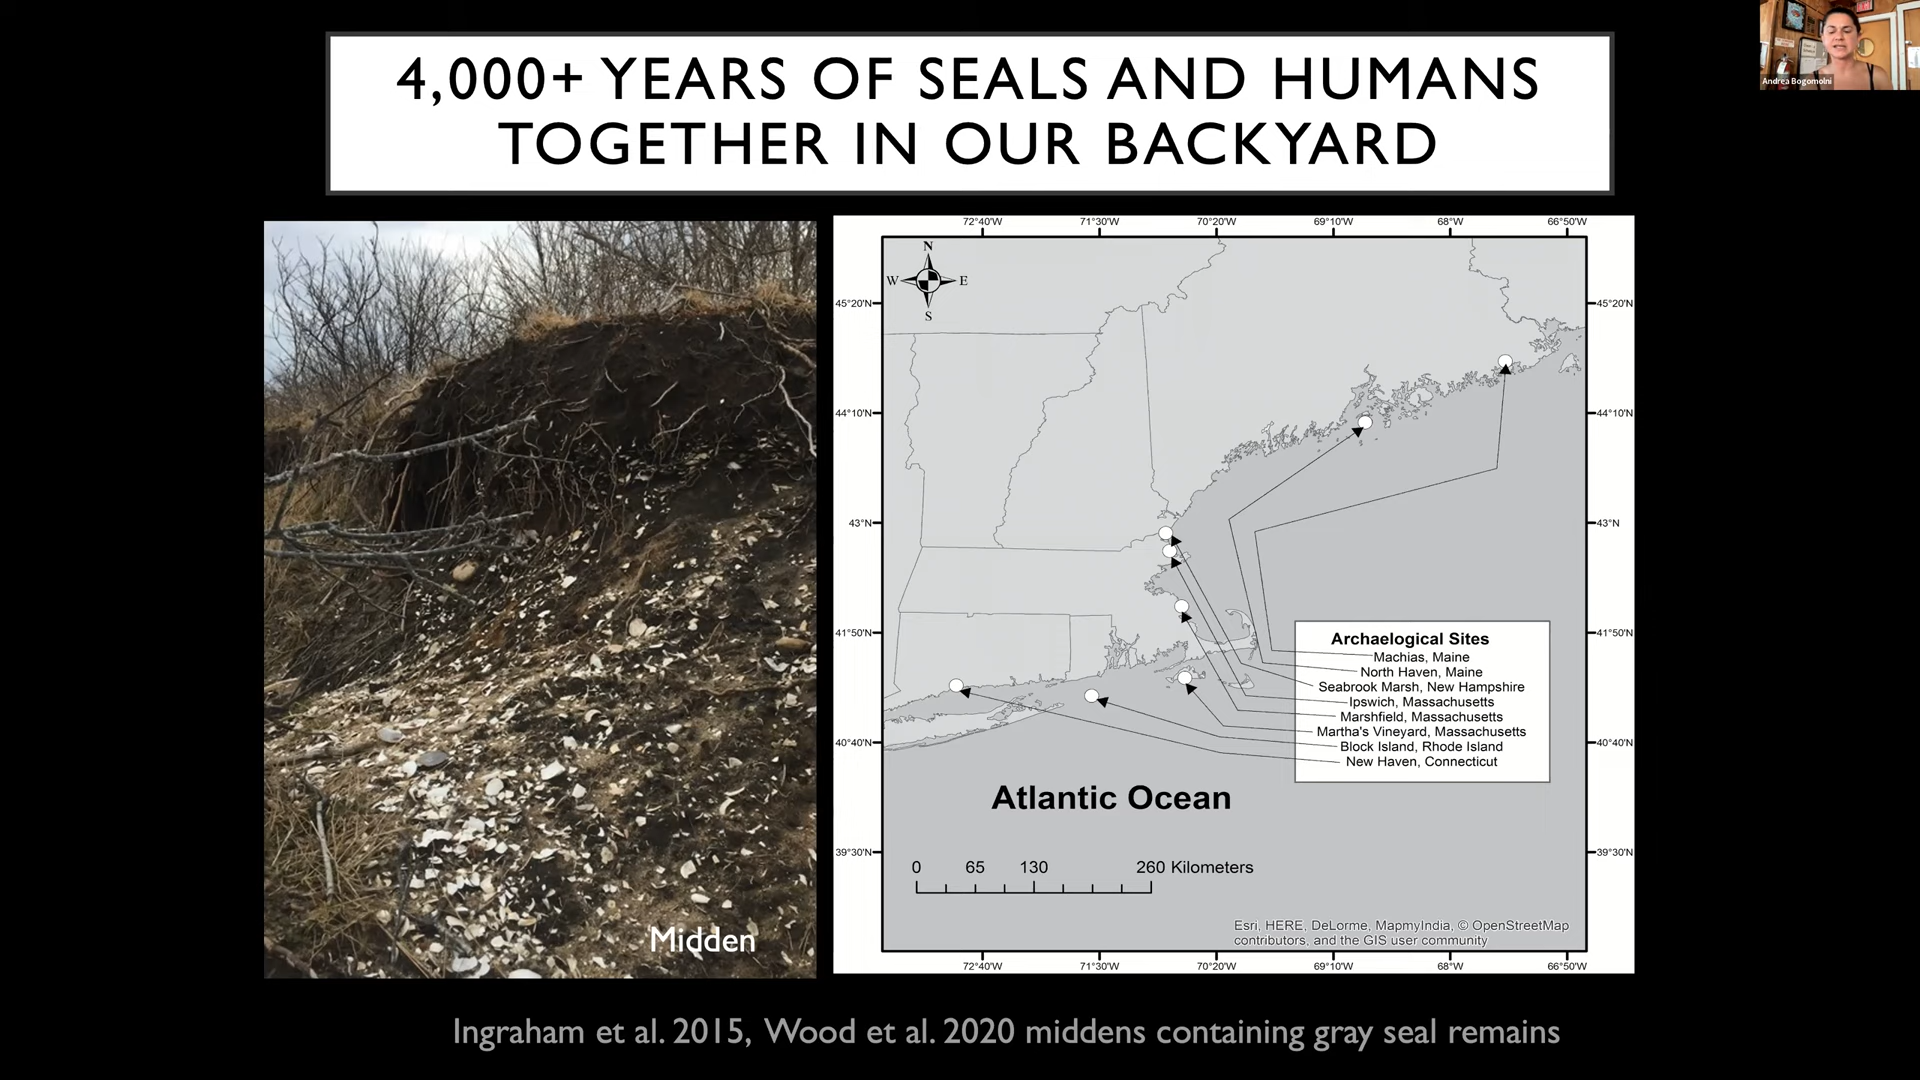 4,000+ YEARS OF SEALS AND HUMANS
TOGETHER IN OUR BACKYARD
Andrea Bogomolni
Midden
72°40'W 71°30'W 70°20'W 69°10'W 68°W 66°50'W
N
W E
S
45°20'N 45°20'N
44°10'N 44°10'N
43°N 43°N
41°50'N 41°50'N
40°40'N 40°40'N
39°30'N 39°30'N
Archaelogical Sites
Machias, Maine
North Haven, Maine
Seabrook Marsh, New Hampshire
Ipswich, Massachusetts
Marshfield, Massachusetts
Martha's Vineyard, Massachusetts
Block Island, Rhode Island
New Haven, Connecticut
Atlantic Ocean
0 65 130 260 Kilometers
Esri, HERE, DeLorme, MapmyIndia, © OpenStreetMap
contributors, and the GIS user community
72°40'W 71°30'W 70°20'W 69°10'W 68°W 66°50'W
Ingraham et al. 2015, Wood et al. 2020 middens containing gray seal remains